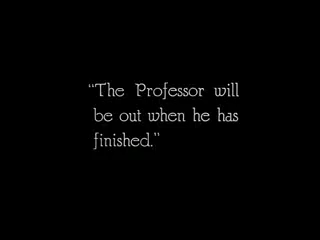 “The Professor will
be out when he has
finished.”